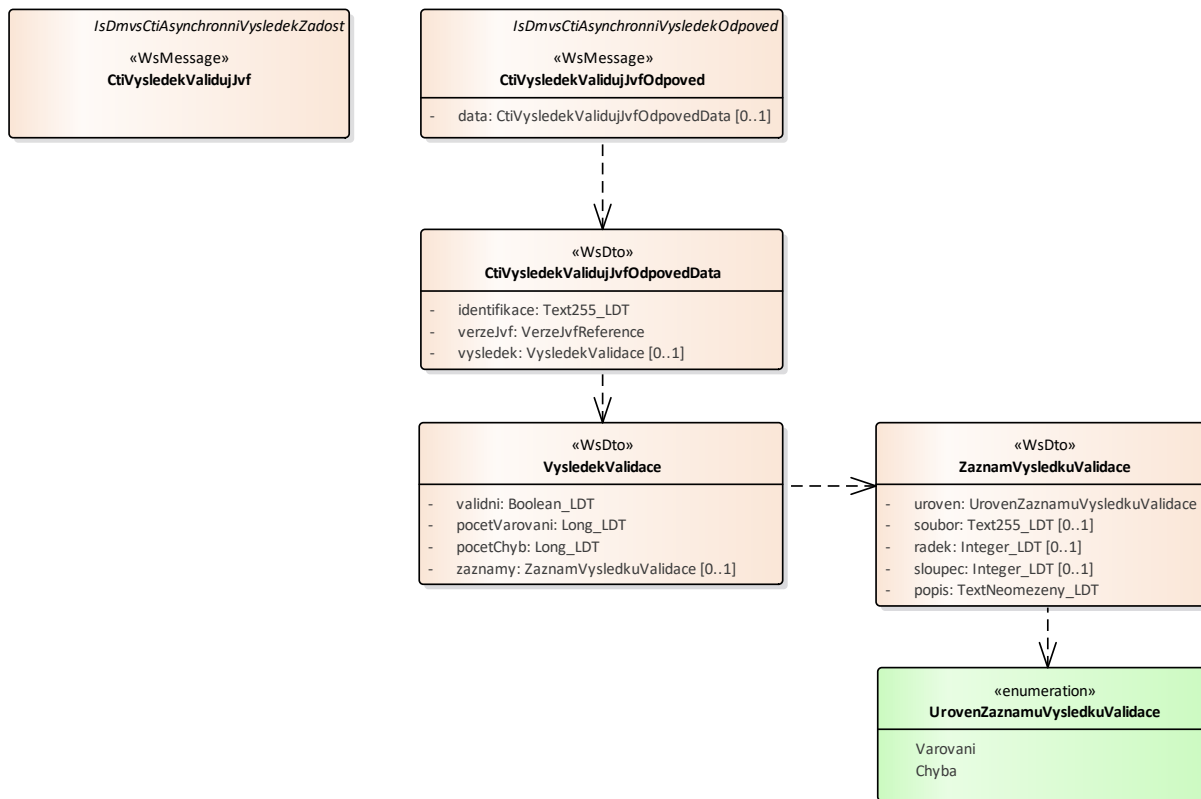 IsDmvsCtiAsynchronniVysledekZadost
«WsMessage»
CtiVysledekValidujJvf
IsDmvsCtiAsynchronniVysledekOdpoved
«WsMessage»
CtiVysledekValidujJvfOdpoved
- data: CtiVysledekValidujJvfOdpovedData [0..1]
«WsDto»
CtiVysledekValidujJvfOdpovedData
- identifikace: Text255_LDT
- verzeJvf: VerzeJvfReference
- vysledek: VysledekValidace [0..1]
«WsDto»
VysledekValidace
- validni: Boolean_LDT
- pocetVarovani: Long_LDT
- pocetChyb: Long_LDT
- zaznamy: ZaznamVysledkuValidace [0..1]
«WsDto»
ZaznamVysledkuValidace
- uroven: UrovenZaznamuVysledkuValidace
- soubor: Text255_LDT [0..1]
- radek: Integer_LDT [0..1]
- sloupec: Integer_LDT [0..1]
- popis: TextNeomezeny_LDT
«enumeration»
UrovenZaznamuVysledkuValidace
Varovani
Chyba